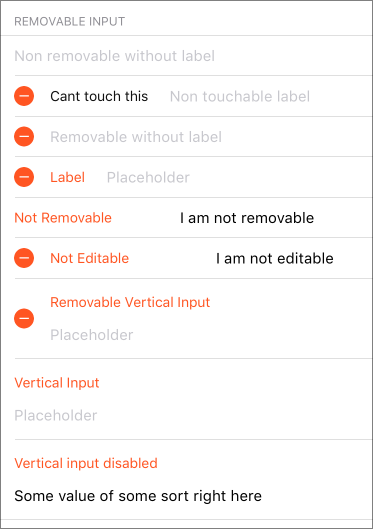 REMOVABLE INPUT
Non removable without label
Cant touch this Non touchable label
Removable without label
Label Placeholder
Not Removable I am not removable
Not Editable I am not editable
Removable Vertical Input
Placeholder
Vertical Input
Placeholder
Vertical input disabled
Some value of some sort right here